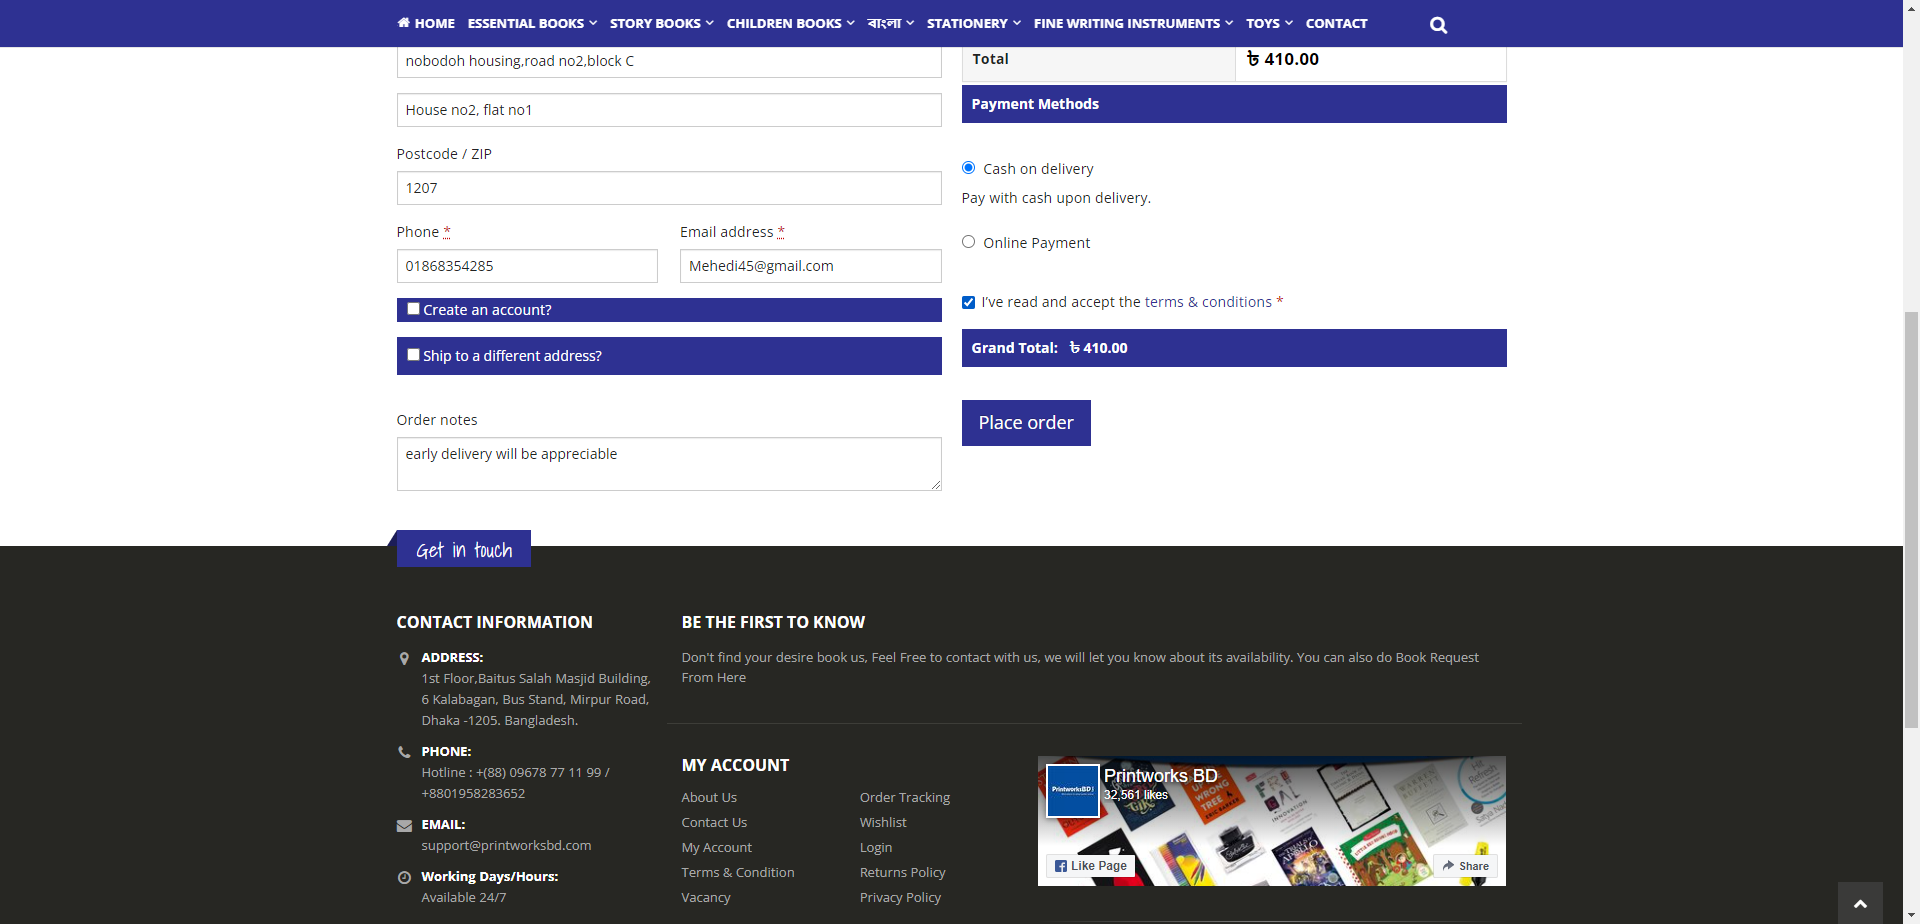 HOME ESSENTIAL BOOKS STORY BOOKS CHILDREN BOOKS বাংলা STATIONERY FINE WRITING INSTRUMENTS TOYS CONTACT
nobodoh housing,road no2,block C
House no2, flat no1
Postcode / ZIP
1207
Phone *
Email address *
01868354285
Mehedi45@gmail.com
Create an account?
Ship to a different address?
Order notes
early delivery will be appreciable
Total ৳ 410.00
Payment Methods
Cash on delivery
Pay with cash upon delivery.
Online Payment
I've read and accept the terms & conditions *
Grand Total: ৳ 410.00
Place order
Get in touch
CONTACT INFORMATION
ADDRESS:
1st Floor,Baitus Salah Masjid Building,
6 Kalabagan, Bus Stand, Mirpur Road,
Dhaka -1205. Bangladesh.
PHONE:
Hotline : +(88) 09678 77 11 99 /
+8801958283652
EMAIL:
support@printworksbd.com
Working Days/Hours:
Available 24/7
BE THE FIRST TO KNOW
Don't find your desire book us, Feel Free to contact with us, we will let you know about its availability. You can also do Book Request
From Here
MY ACCOUNT
About Us
Contact Us
My Account
Terms & Condition
Vacancy
Order Tracking
Wishlist
Login
Returns Policy
Privacy Policy
Printworks BD
32,561 likes
PrintworksBD
WRONG
TREE
ERIC BARKER
INNOVATION
Like Page
Share